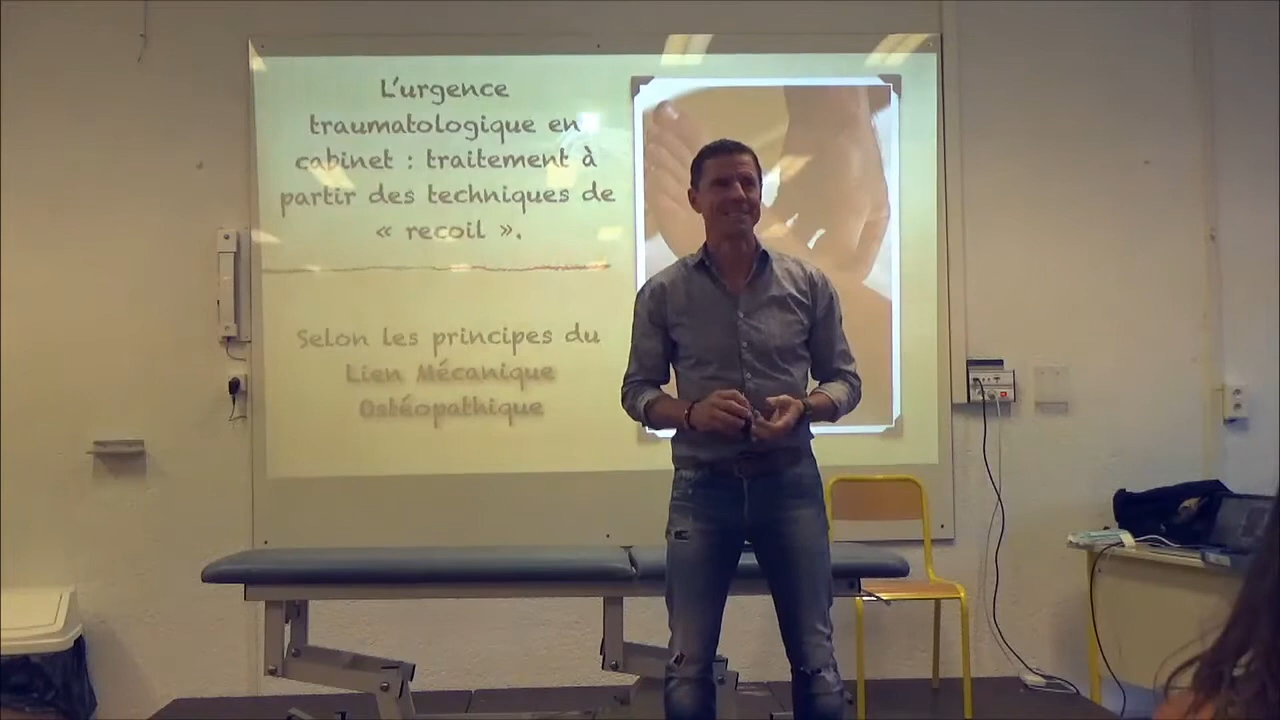 L'urgence
traumatologique en
cabinet : traitement à
partir des techniques de
« recoil ».
Selon les principes du
Lien Mécanique
Ostéopathique